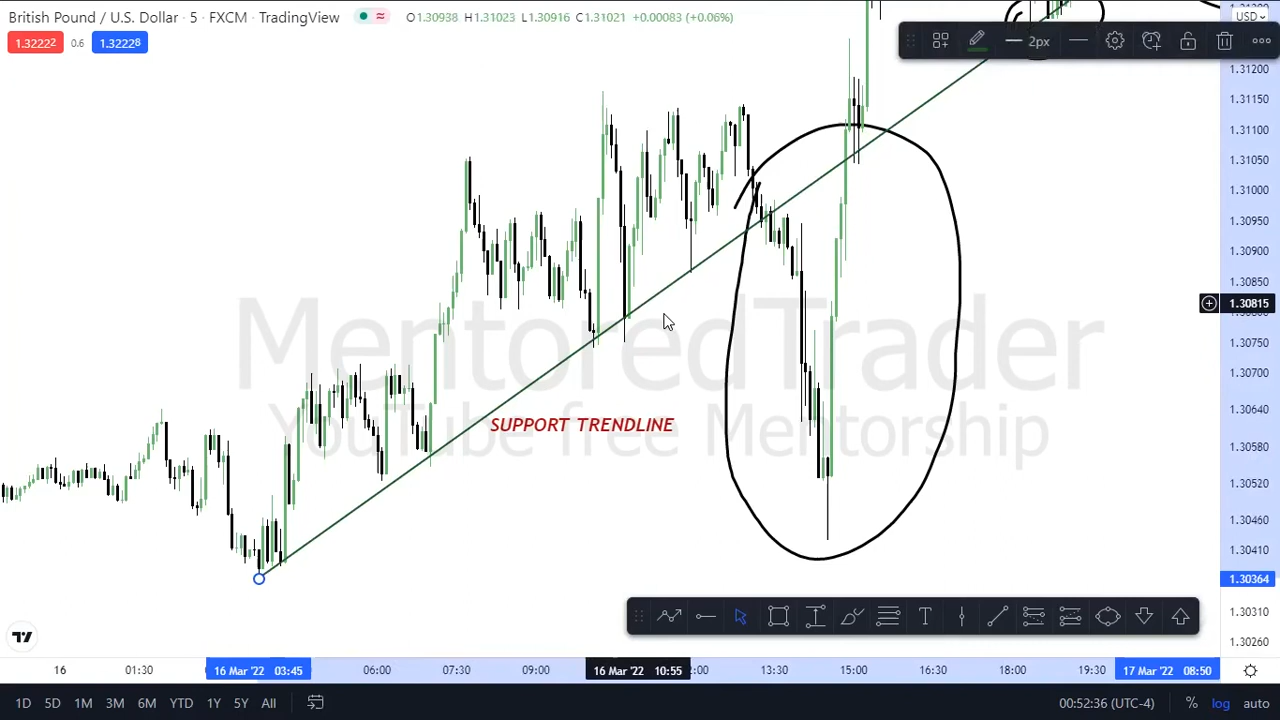 British Pound / U.S. Dollar · 5 · FXCM · TradingView ≈ O1.30938 H1.31023 L1.30916 C1.31021 +0.00083 (+0.06%) USD
1.32222 0.6 1.32228
2px
1.31200
1.31150
1.31100
1.31050
1.31000
1.30950
1.30900
1.30850
1.30815
1.30750
1.30700
1.30640
1.30580
1.30520
1.30460
1.30410
1.30364
1.30310
1.30260
MentoredTrader
YouTube free Mentorship
SUPPORT TRENDLINE
T
16 01:30 16 Mar '22 03:45 06:00 07:30 09:00 16 Mar '22 10:55 2:00 13:30 15:00 16:30 18:00 19:30 17 Mar '22 08:50
1D 5D 1M 3M 6M YTD 1Y 5Y All 00:52:36 (UTC-4) % log auto